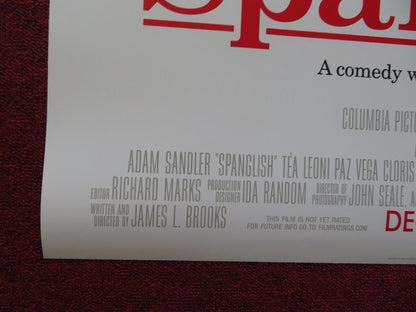 Spa
A comedy w
COLUMBIA PICT
ADAM SANDLER "SPANGLISH" TÉA LEONI PAZ VEGA CLORIS
EDITOR RICHARD MARKS PRODUCTION DESIGNER IDA RANDOM DIRECTOR OF PHOTOGRAPHY JOHN SEALE, A
WRITTEN AND DIRECTED BY JAMES L. BROOKS
THIS FILM IS NOT YET RATED.
FOR FUTURE INFO GO TO FILMRATINGS.COM
DE